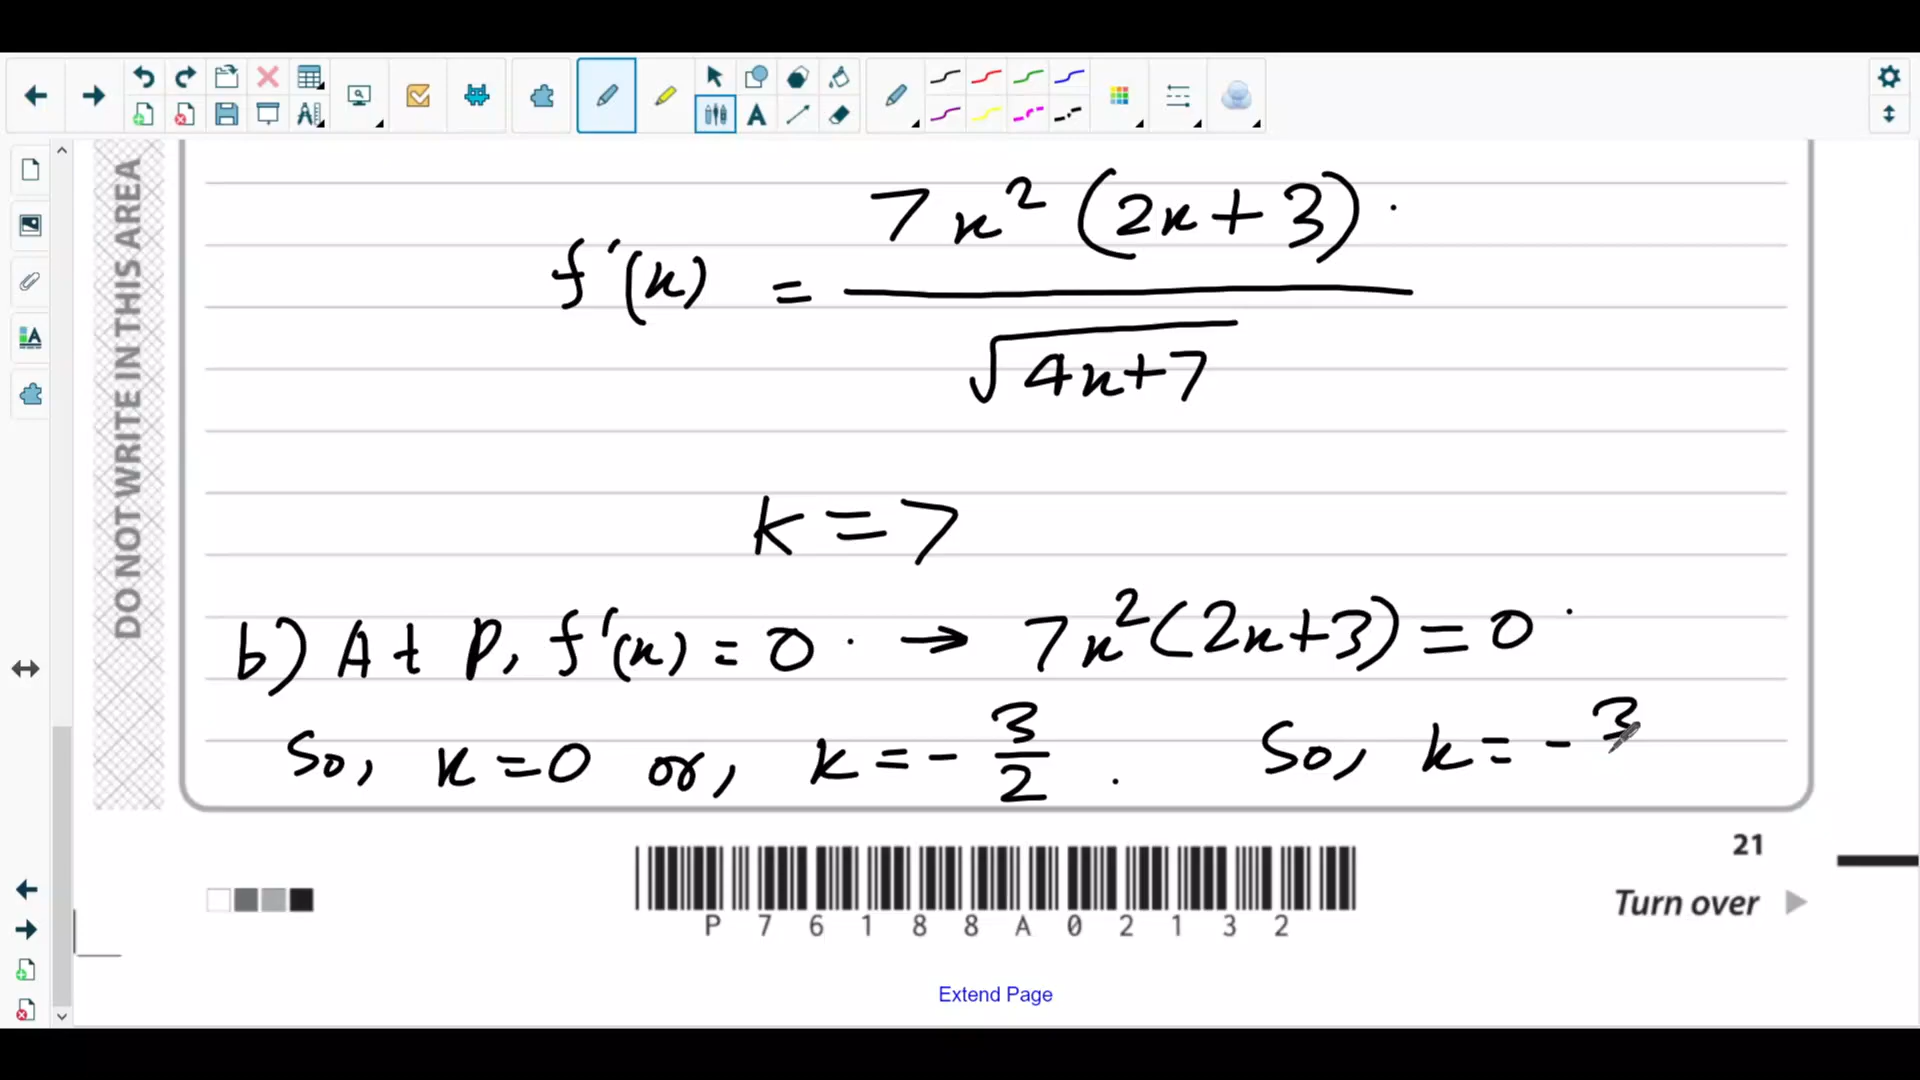 DO NOT WRITE IN THIS AREA
f'(x) = 7x² (2x+3) / √4x+7
k = 7
b) At P, f'(x) = 0 · → 7x²(2x+3) = 0 ·
So, x = 0 or, x = - 3/2 . So, x = - 3
21
Turn over
P 7 6 1 8 8 A 0 2 1 3 2
Extend Page